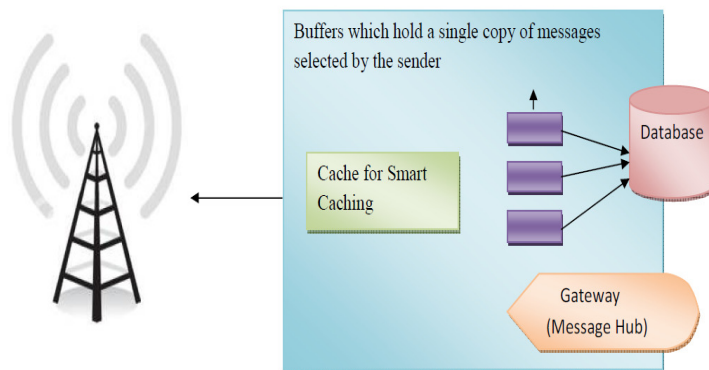 Buffers which hold a single copy of messages
selected by the sender
Database
Cache for Smart
Caching
Gateway
(Message Hub)